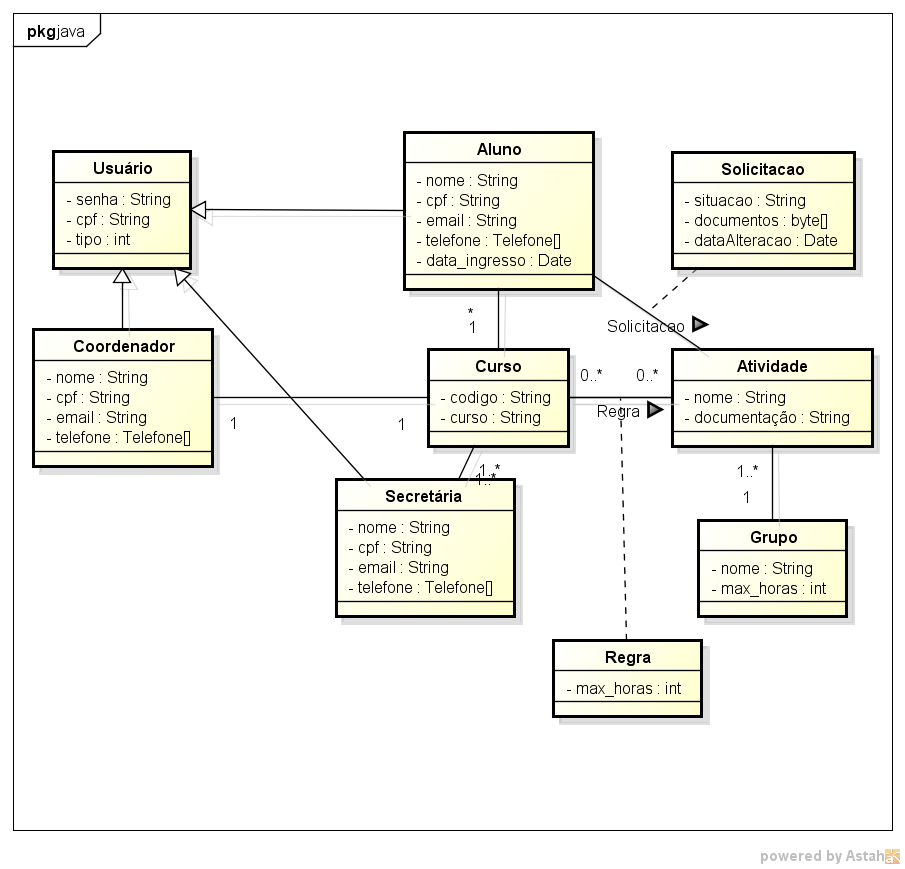 pkgjava
Usuário
- senha : String
- cpf : String
- tipo : int
Aluno
- nome : String
- cpf : String
- email : String
- telefone : Telefone[]
- data_ingresso : Date
Solicitacao
- situacao : String
- documentos : byte[]
- dataAlteracao : Date
*
1
Solicitacao
Coordenador
- nome : String
- cpf : String
- email : String
- telefone : Telefone[]
1
1
Curso
- codigo : String
- curso : String
0..*
0..*
Regra
Atividade
- nome : String
- documentação : String
1..*
1..*
1..*
1
Secretária
- nome : String
- cpf : String
- email : String
- telefone : Telefone[]
Grupo
- nome : String
- max_horas : int
Regra
- max_horas : int
powered by Astah